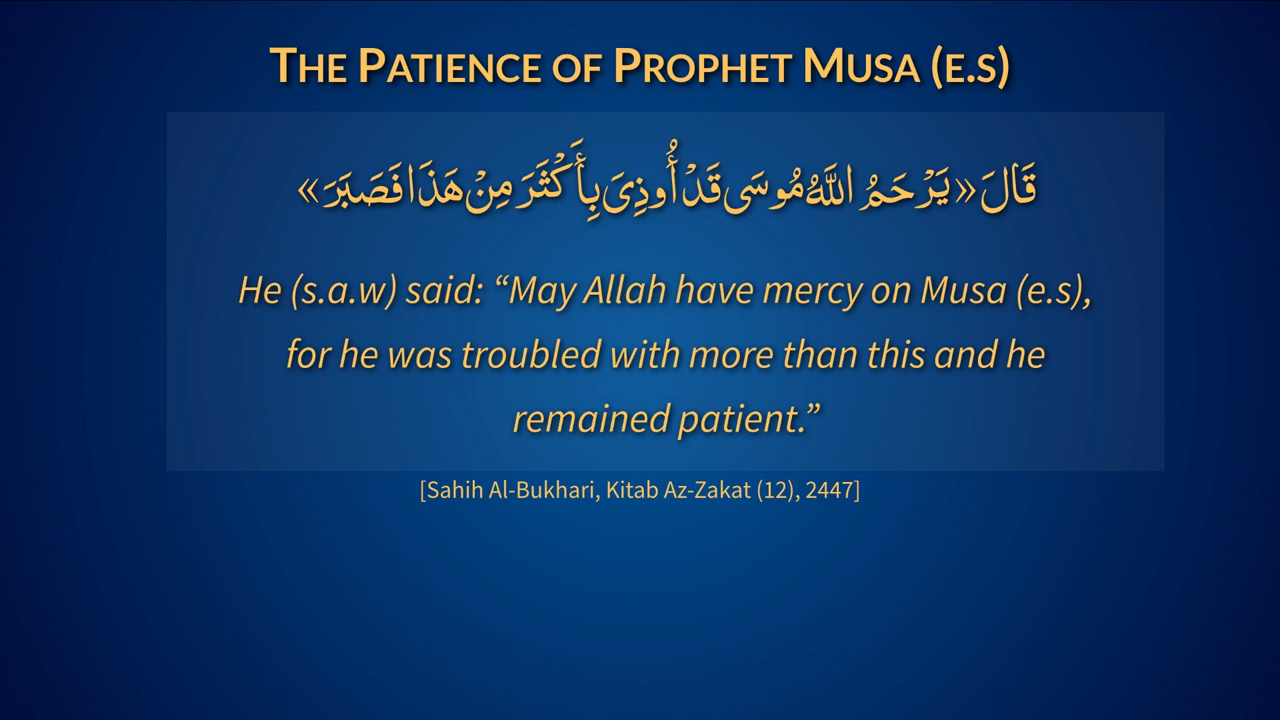 THE PATIENCE OF PROPHET MUSA (E.S)
قَالَ «يَرْحَمُ اللَّهُ مُوسَى قَدْ أُوذِيَ بِأَكْثَرَ مِنْ هَذَا فَصَبَرَ»
He (s.a.w) said: “May Allah have mercy on Musa (e.s),
for he was troubled with more than this and he
remained patient.”
[Sahih Al-Bukhari, Kitab Az-Zakat (12), 2447]